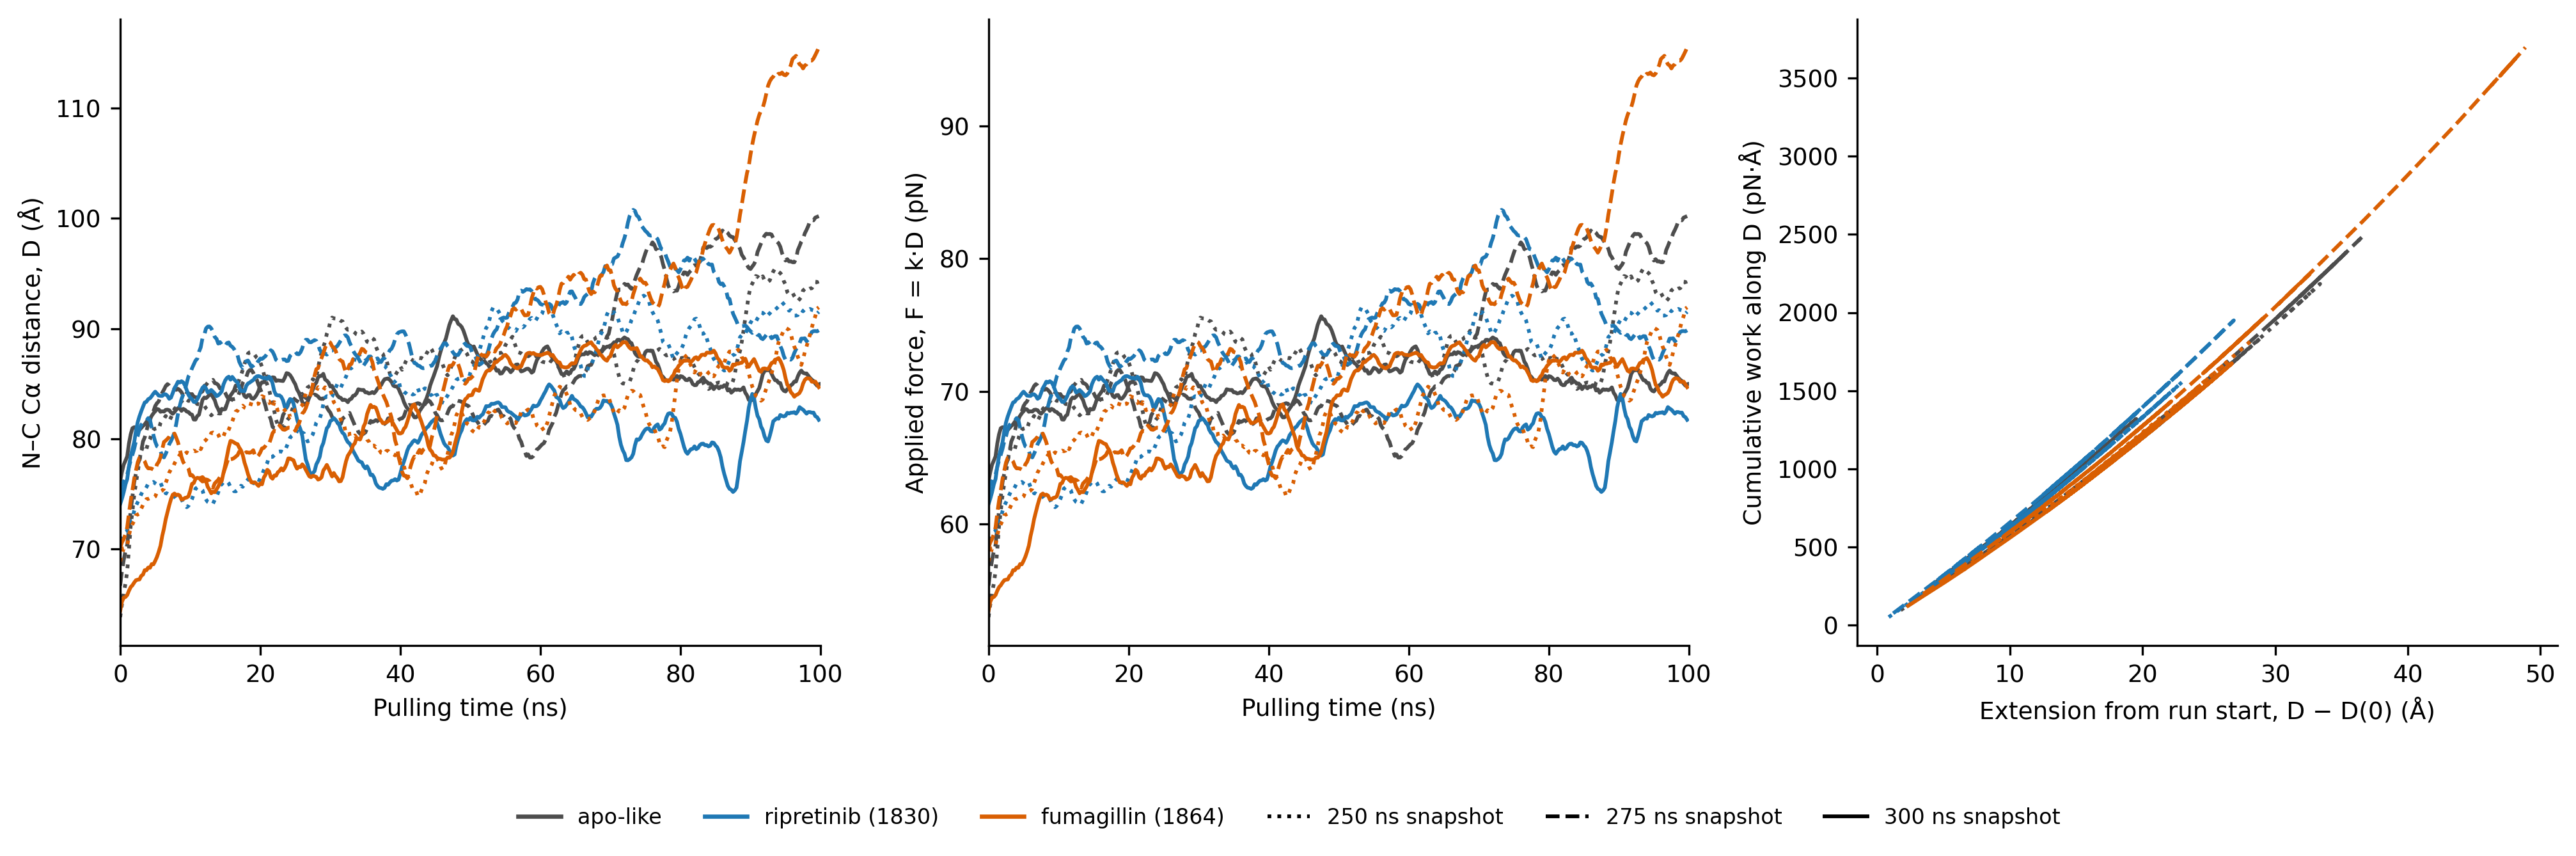 N–C Cα distance, D (Å)
110
100
90
80
70
0
20
40
60
80
100
Pulling time (ns)
Applied force, F = k·D (pN)
90
80
70
60
0
20
40
60
80
100
Pulling time (ns)
Cumulative work along D (pN·Å)
3500
3000
2500
2000
1500
1000
500
0
0
10
20
30
40
50
Extension from run start, D − D(0) (Å)
apo-like
ripretinib (1830)
fumagillin (1864)
250 ns snapshot
275 ns snapshot
300 ns snapshot